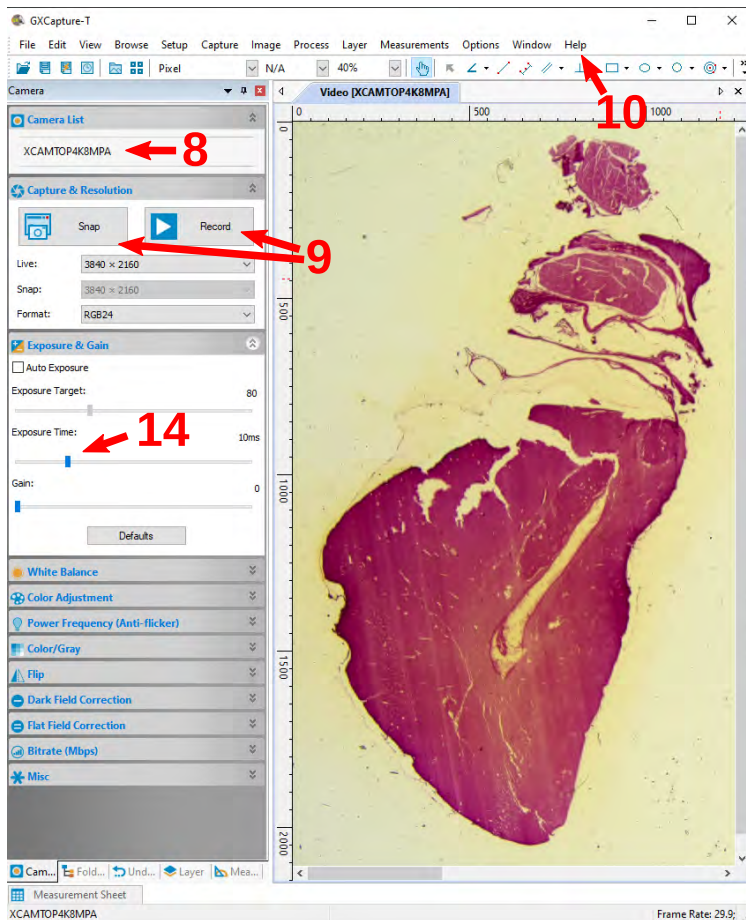 GXCapture-T
File Edit View Browse Setup Capture Image Process Layer Measurements Options Window Help
Pixel N/A 40%
Camera
Video [XCAMTOP4K8MPA]
10
0 500 1000
Camera List
XCAMTOP4K8MPA
8
Capture & Resolution
Snap
Record
9
Live: 3840 × 2160
Snap: 3840 × 2160
Format: RGB24
Exposure & Gain
Auto Exposure
Exposure Target: 80
Exposure Time: 10ms
14
Gain: 0
Defaults
White Balance
Color Adjustment
Power Frequency (Anti-flicker)
Color/Gray
Flip
Dark Field Correction
Flat Field Correction
Bitrate (Mbps)
Misc
0
500
1000
1500
2000
Cam... Fold... Und... Layer Mea...
Measurement Sheet
XCAMTOP4K8MPA
Frame Rate: 29.9;